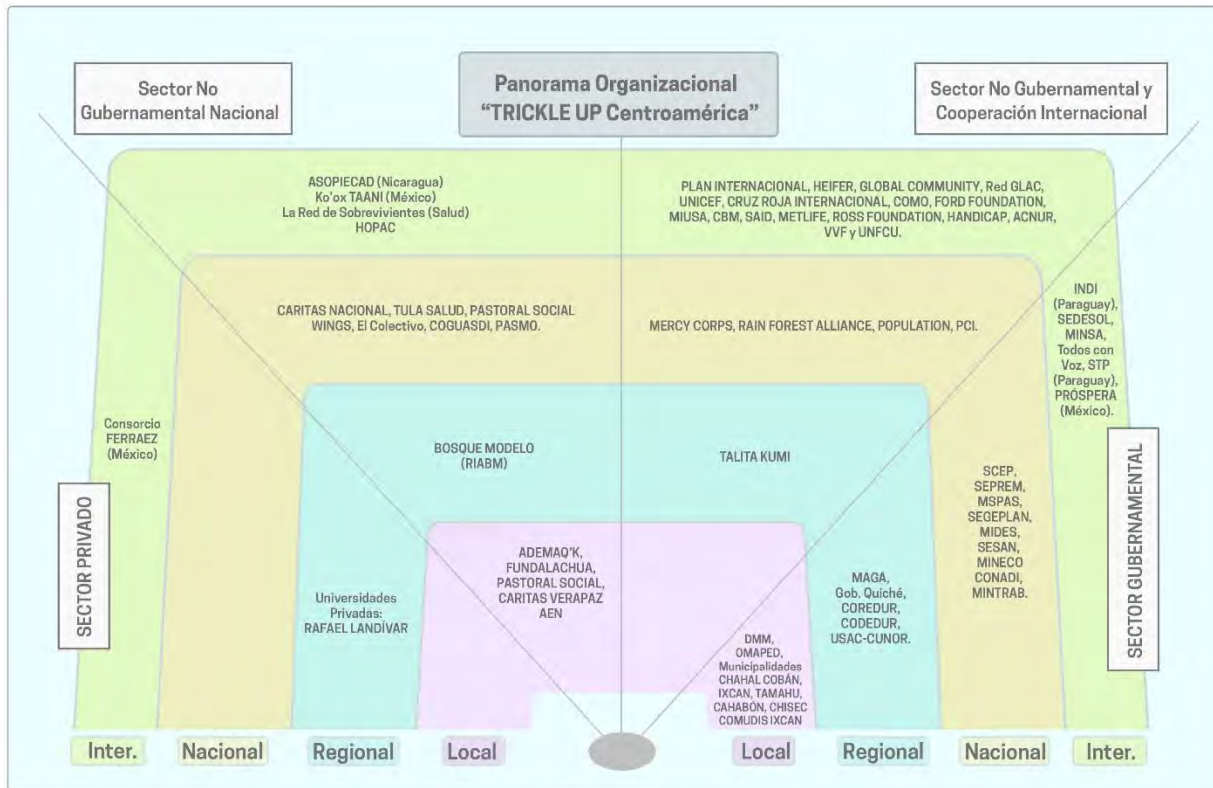 Panorama Organizacional
“TRICKLE UP Centroamérica”
Sector No
Gubernamental Nacional
Sector No Gubernamental y
Cooperación Internacional
ASOPIECAD (Nicaragua)
Ko'ox TAANI (México)
La Red de Sobrevivientes (Salud)
HOPAC
PLAN INTERNACIONAL, HEIFER, GLOBAL COMMUNITY, Red GLAC,
UNICEF, CRUZ ROJA INTERNACIONAL, COMO, FORD FOUNDATION,
MIUSA, CBM, SAID, METLIFE, ROSS FOUNDATION, HANDICAP, ACNUR,
VVF y UNFCU.
CARITAS NACIONAL, TULA SALUD, PASTORAL SOCIAL
WINGS, El Colectivo, COGUASDI, PASMO.
MERCY CORPS, RAIN FOREST ALLIANCE, POPULATION, PCI.
INDI
(Paraguay),
SEDESOL,
MINSA,
Todos con
Voz, STP
(Paraguay),
PRÓSPERA
(México).
Consorcio
FERRAEZ
(México)
BOSQUE MODELO
(RIABM)
TALITA KUMI
SECTOR PRIVADO
SECTOR GUBERNAMENTAL
SCEP,
SEPREM,
MSPAS,
SEGEPLAN,
MIDES,
SESAN,
MINECO
CONADI,
MINTRAB.
ADEMAQ'K,
FUNDALACHUA,
PASTORAL SOCIAL,
CARITAS VERAPAZ
AEN
Universidades
Privadas:
RAFAEL LANDÍVAR
MAGA,
Gob. Quiché,
COREDUR,
CODEDUR,
USAC-CUNOR.
DMM,
OMAPED,
Municipalidades
CHAHAL COBÁN,
IXCAN, TAMAHU,
CAHABÓN, CHISEC
COMUDIS IXCAN
Inter.
Nacional
Regional
Local
Local
Regional
Nacional
Inter.